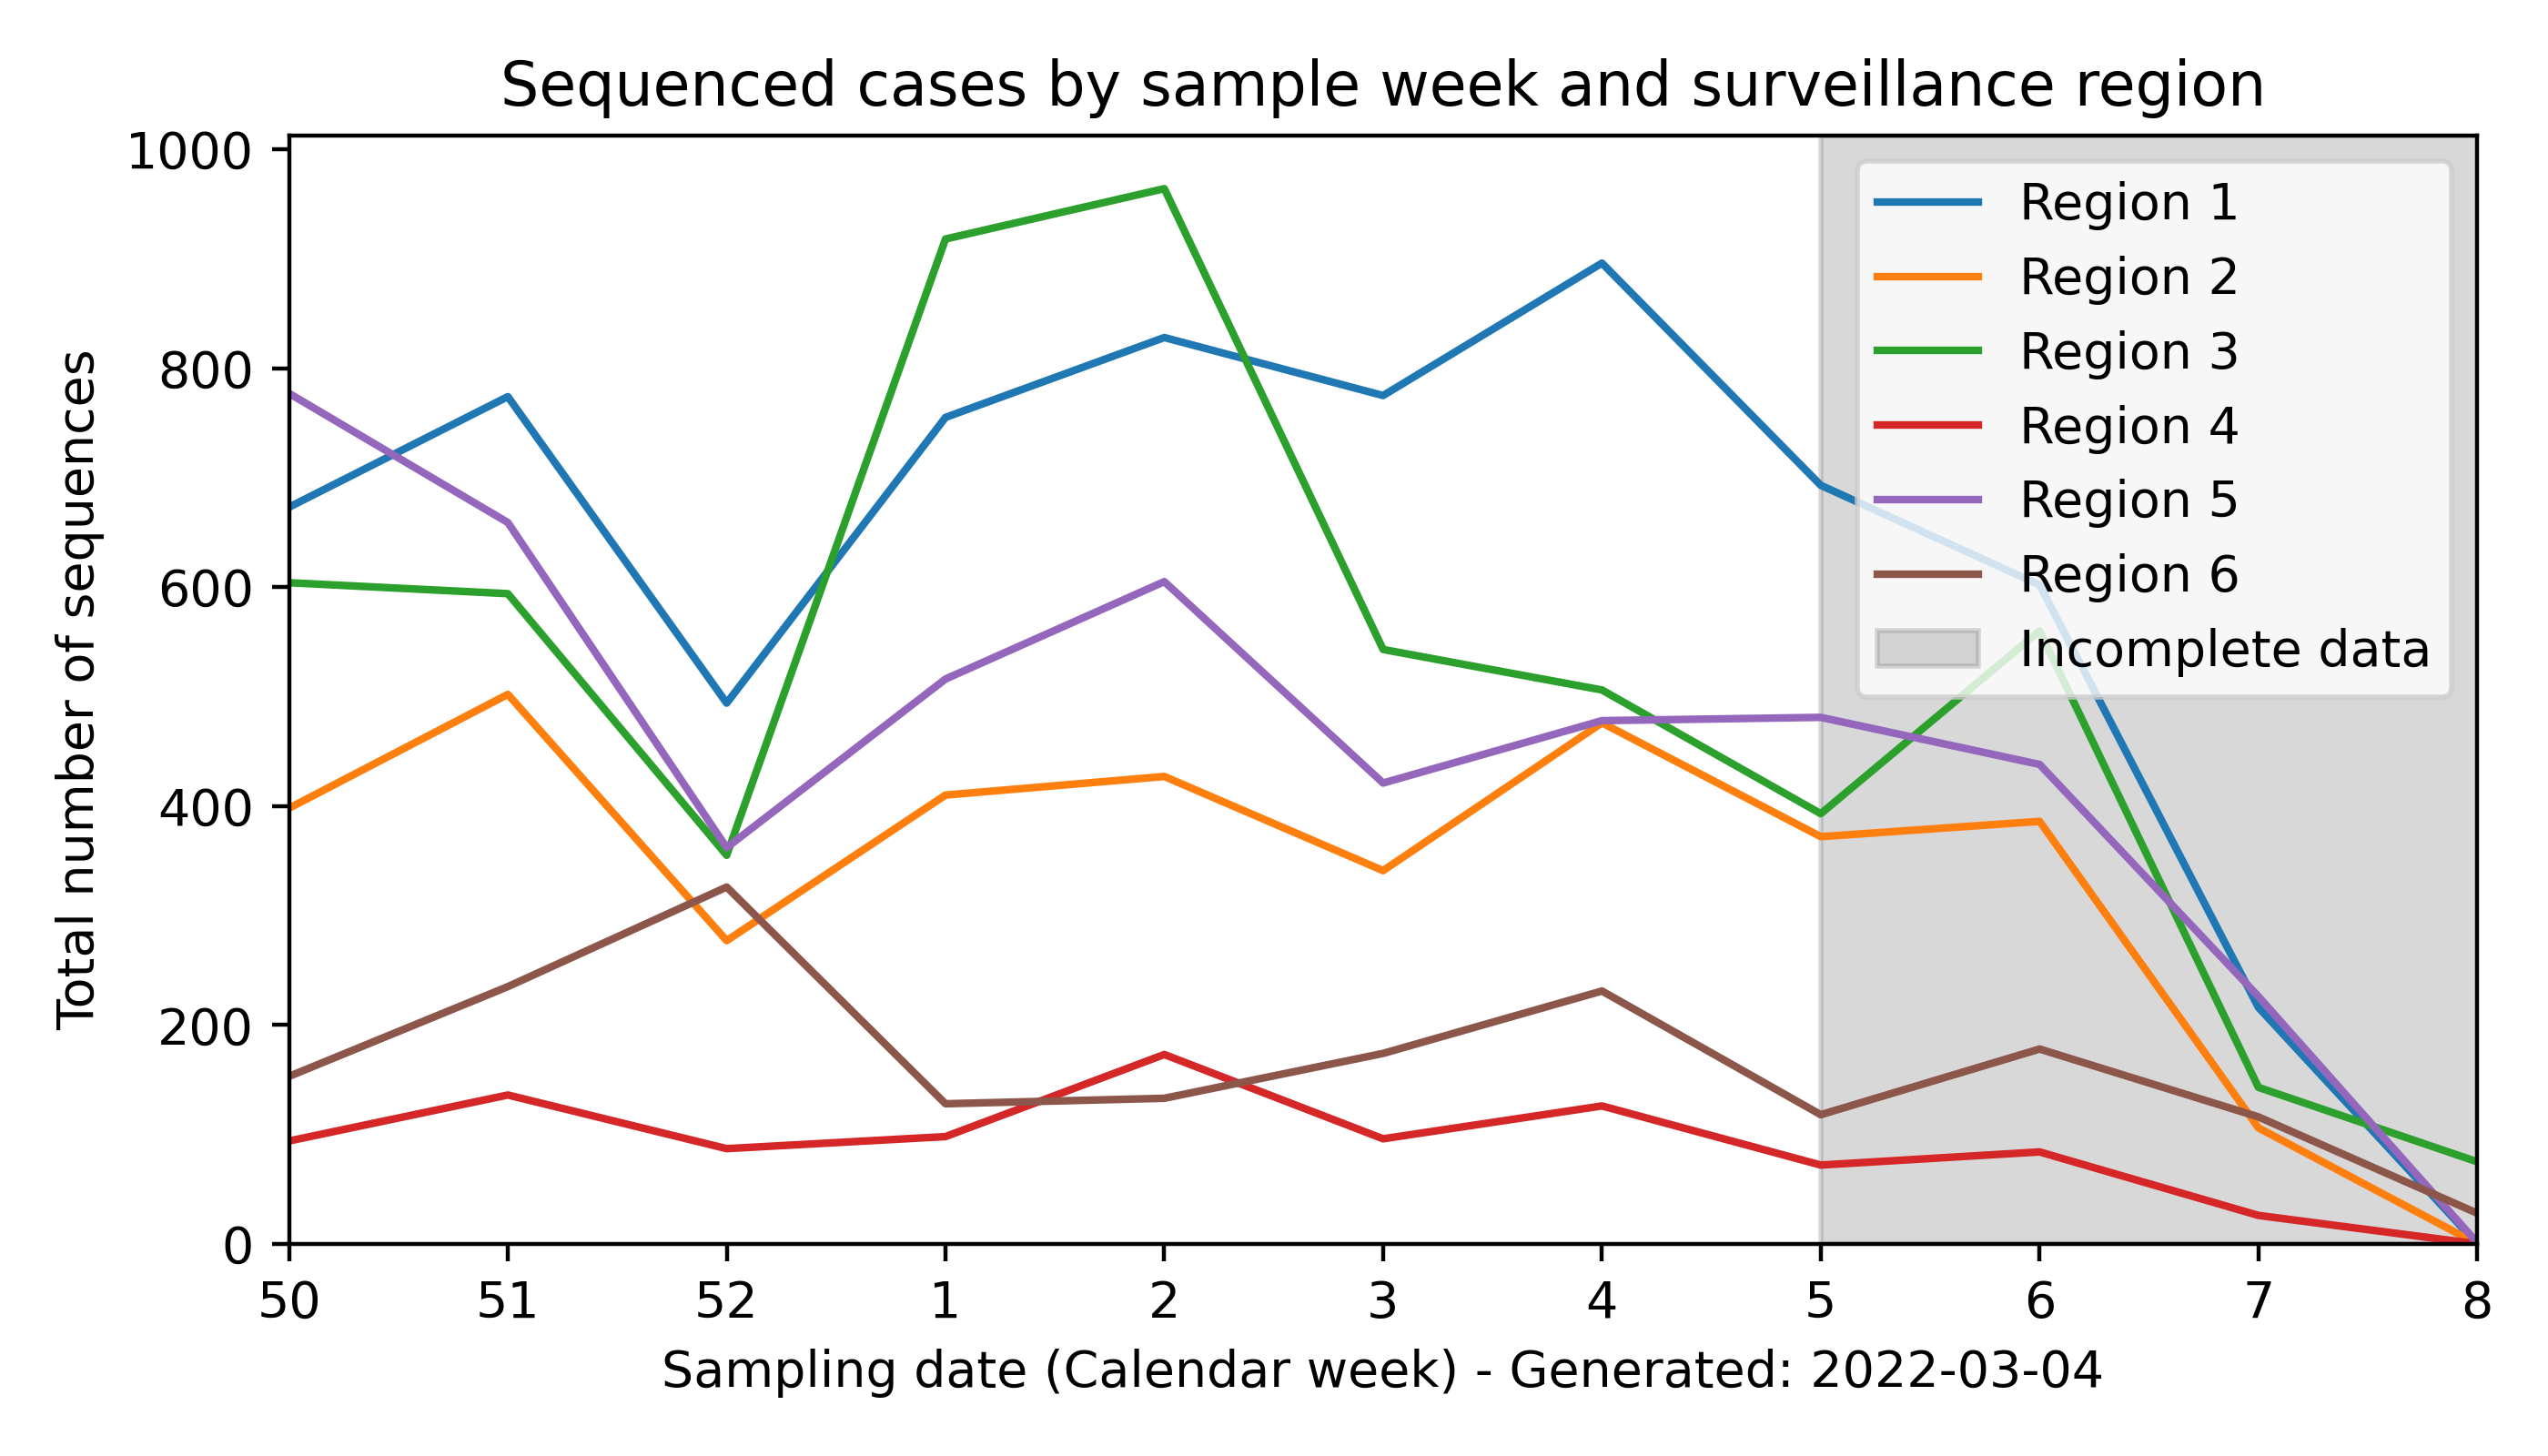 Sequenced cases by sample week and surveillance region
Total number of sequences
1000
800
600
400
200
0
Region 1
Region 2
Region 3
Region 4
Region 5
Region 6
Incomplete data
50 51 52 1 2 3 4 5 6 7 8
Sampling date (Calendar week) - Generated: 2022-03-04